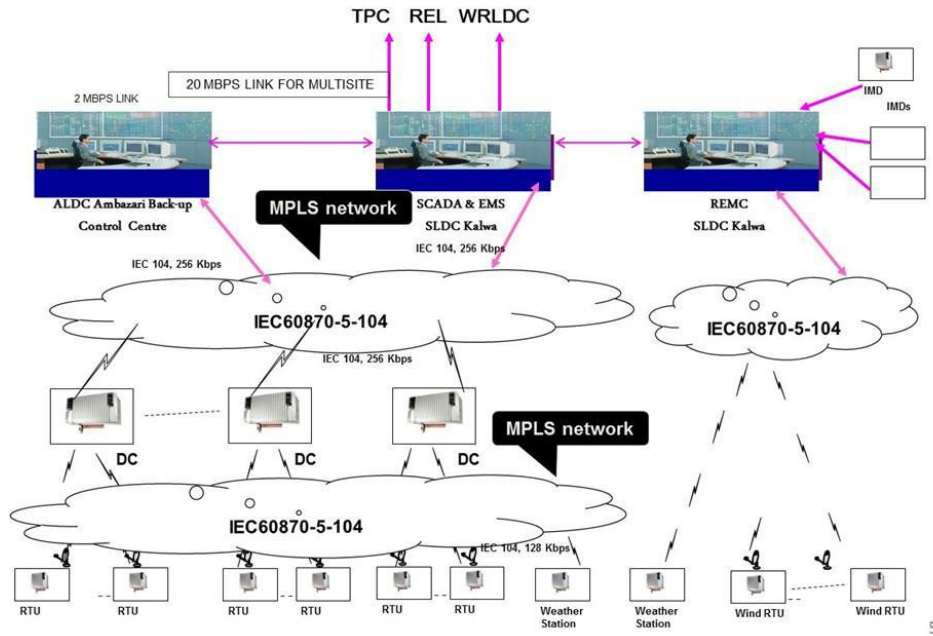 TPC REL WRLDC
20 MBPS LINK FOR MULTISITE
2 MBPS LINK
IMD
IMDs
ALDC Ambazari Back-up
Control Centre
MPLS network
SCADA & EMS
SLDC Kalwa
REMC
SLDC Kalwa
IEC 104, 256 Kbps
IEC 104, 256 Kbps
IEC60870-5-104
IEC60870-5-104
IEC 104, 256 Kbps
MPLS network
DC
DC
DC
IEC60870-5-104
IEC 104, 128 Kbps
RTU
RTU
RTU
RTU
RTU
RTU
Weather
Station
Weather
Station
Wind RTU
Wind RTU